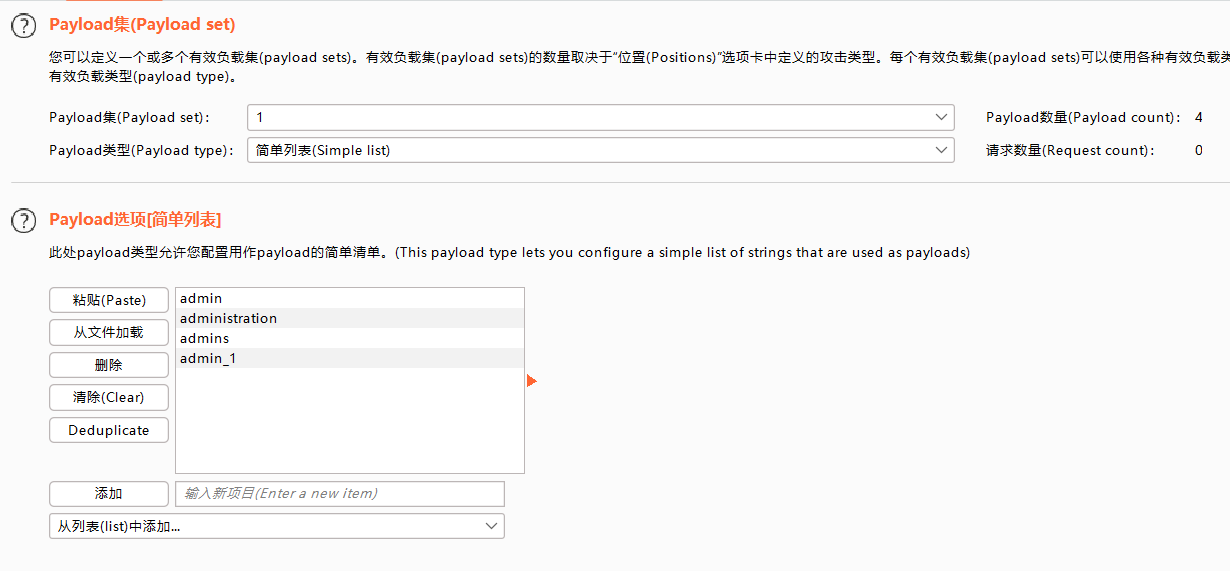 Payload集(Payload set)
您可以定义一个或多个有效负载集(payload sets)。有效负载集(payload sets)的数量取决于“位置(Positions)”选项卡中定义的攻击类型。每个有效负载集(payload sets)可以使用各种有效负载类
有效负载类型(payload type)。
Payload集(Payload set): 1 Payload数量(Payload count): 4
Payload类型(Payload type): 简单列表(Simple list) 请求数量(Request count): 0
Payload选项[简单列表]
此处payload类型允许您配置用作payload的简单清单。(This payload type lets you configure a simple list of strings that are used as payloads)
粘贴(Paste)
从文件加载
删除
清除(Clear)
Deduplicate
admin
administration
admins
admin_1
添加 输入新项目(Enter a new item)
从列表(list)中添加...